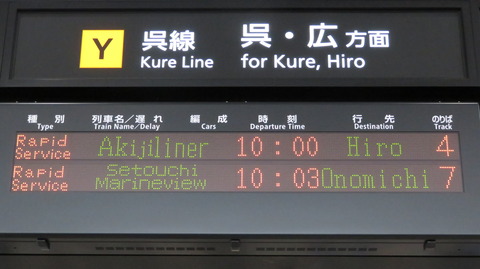 Y 呉線 呉・広 方面
Kure Line for Kure, Hiro
種別 列車名／遅れ 編成 時刻 行先 のりば
Type Train Name/Delay Cars Departure Time Destination Track
Rapid Service Akijiliner 10:00 Hiro 4
Rapid Service Setouchi Marineview 10:03 Onomichi 7